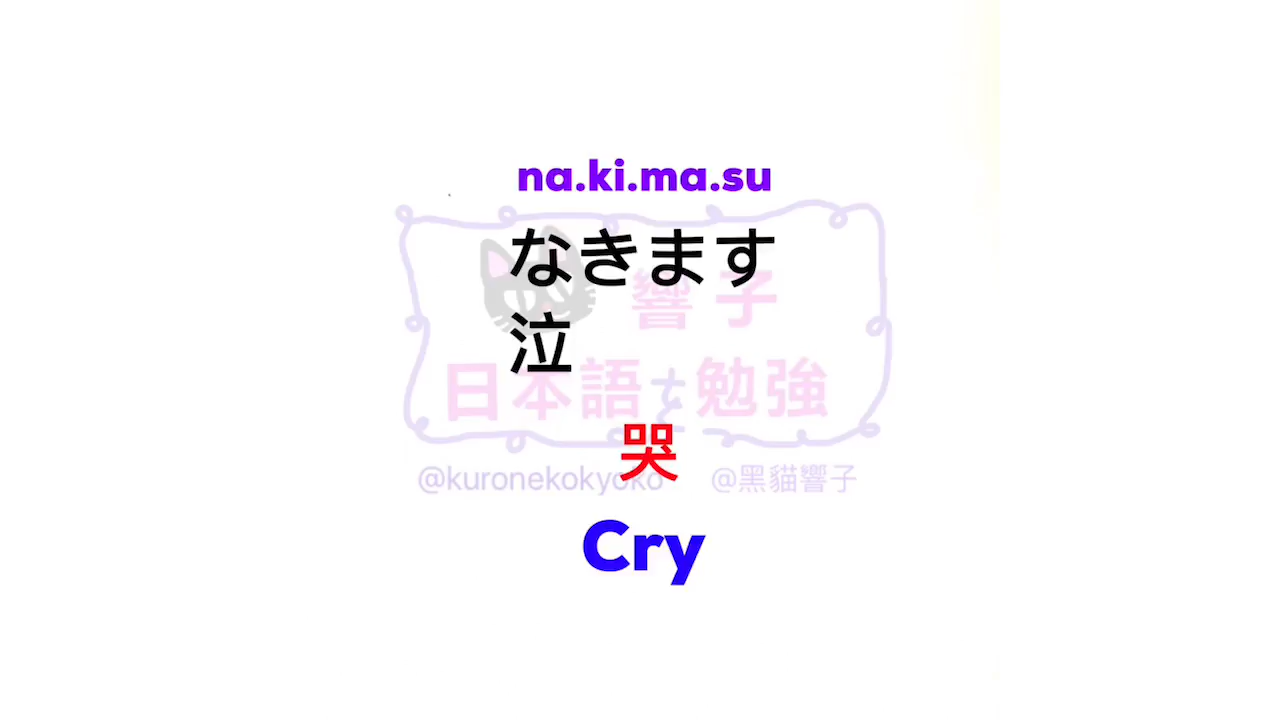 na.ki.ma.su
なきます
響子
泣
日本語を勉強
哭
@kuronekokyoko @黑貓響子
Cry